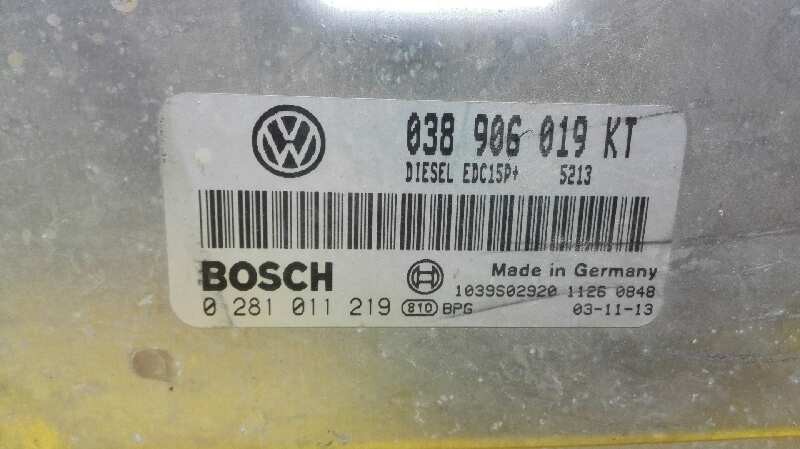 038 906 019 KT
DIESEL EDC15P+ 5213
BOSCH
Made in Germany
1039S02920 1126 0848
0 281 011 219 810 BPG 03-11-13